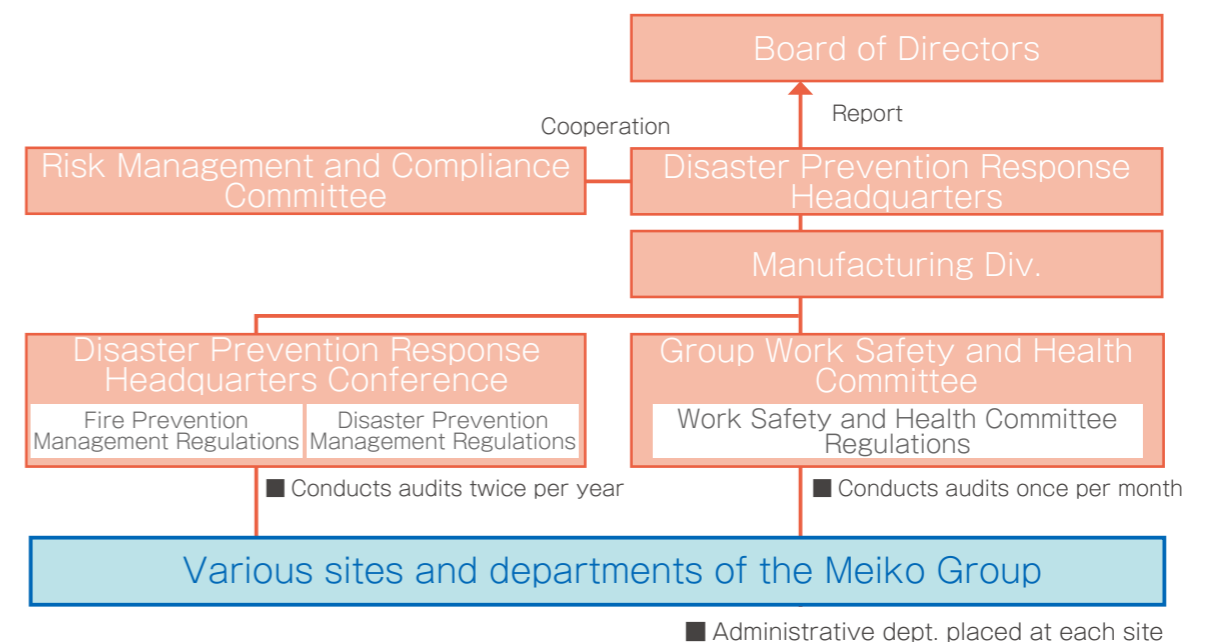 Board of Directors
Report
Cooperation
Risk Management and Compliance
Committee
Disaster Prevention Response
Headquarters
Manufacturing Div.
Disaster Prevention Response
Headquarters Conference
Fire Prevention
Management Regulations
Disaster Prevention
Management Regulations
Group Work Safety and Health
Committee
Work Safety and Health Committee
Regulations
■ Conducts audits twice per year
■ Conducts audits once per month
Various sites and departments of the Meiko Group
■ Administrative dept. placed at each site